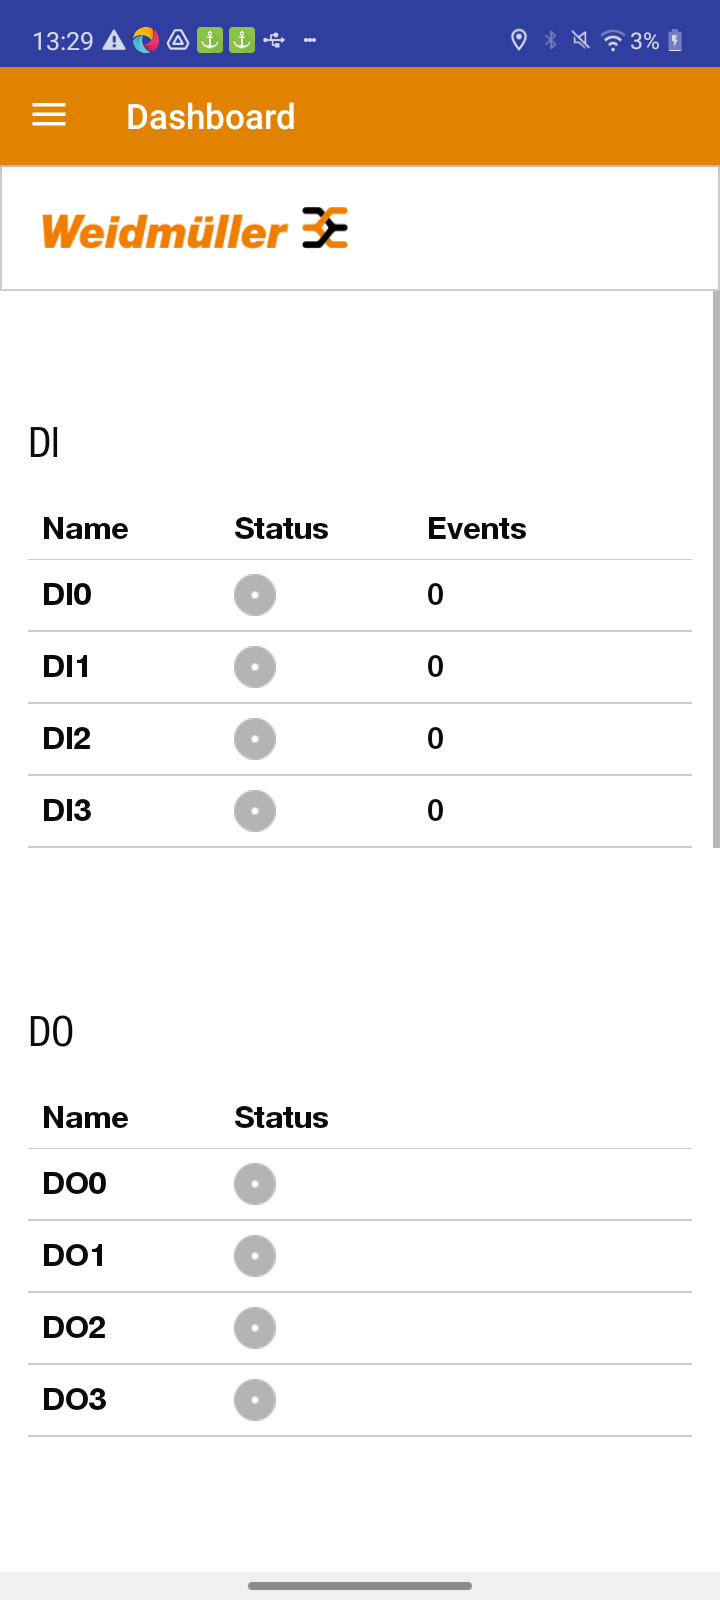 13:29 3%
Dashboard
Weidmüller
DI
Name Status Events
DI0 0
DI1 0
DI2 0
DI3 0
DO
Name Status
DO0
DO1
DO2
DO3